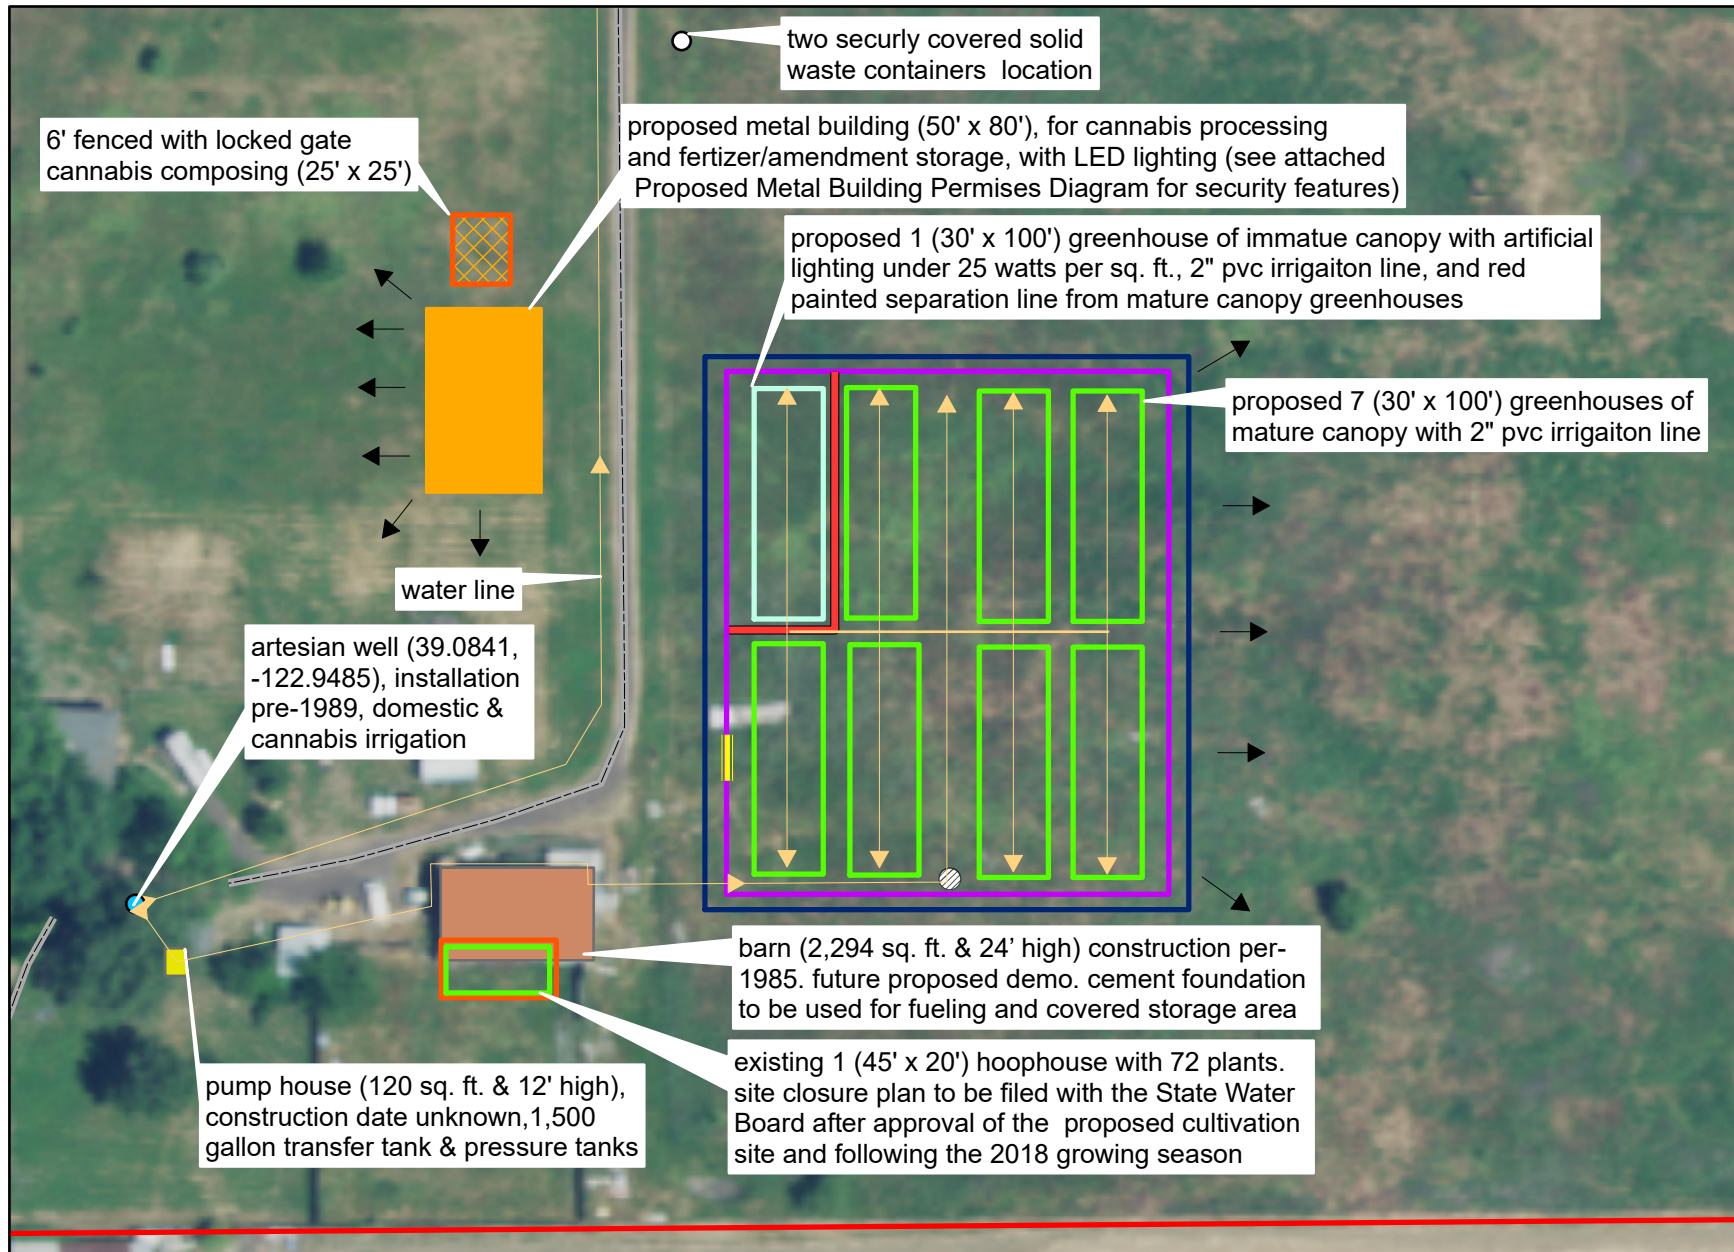 two securly covered solid
waste containers location
6' fenced with locked gate
cannabis composing (25' x 25')
proposed metal building (50' x 80'), for cannabis processing
and fertizer/amendment storage, with LED lighting (see attached
Proposed Metal Building Permises Diagram for security features)
proposed 1 (30' x 100') greenhouse of immatue canopy with artificial
lighting under 25 watts per sq. ft., 2" pvc irrigaiton line, and red
painted separation line from mature canopy greenhouses
proposed 7 (30' x 100') greenhouses of
mature canopy with 2" pvc irrigaiton line
water line
artesian well (39.0841,
-122.9485), installation
pre-1989, domestic &
cannabis irrigation
barn (2,294 sq. ft. & 24’ high) construction per-
1985. future proposed demo. cement foundation
to be used for fueling and covered storage area
existing 1 (45' x 20') hoophouse with 72 plants.
site closure plan to be filed with the State Water
Board after approval of the proposed cultivation
site and following the 2018 growing season
pump house (120 sq. ft. & 12' high),
construction date unknown,1,500
gallon transfer tank & pressure tanks